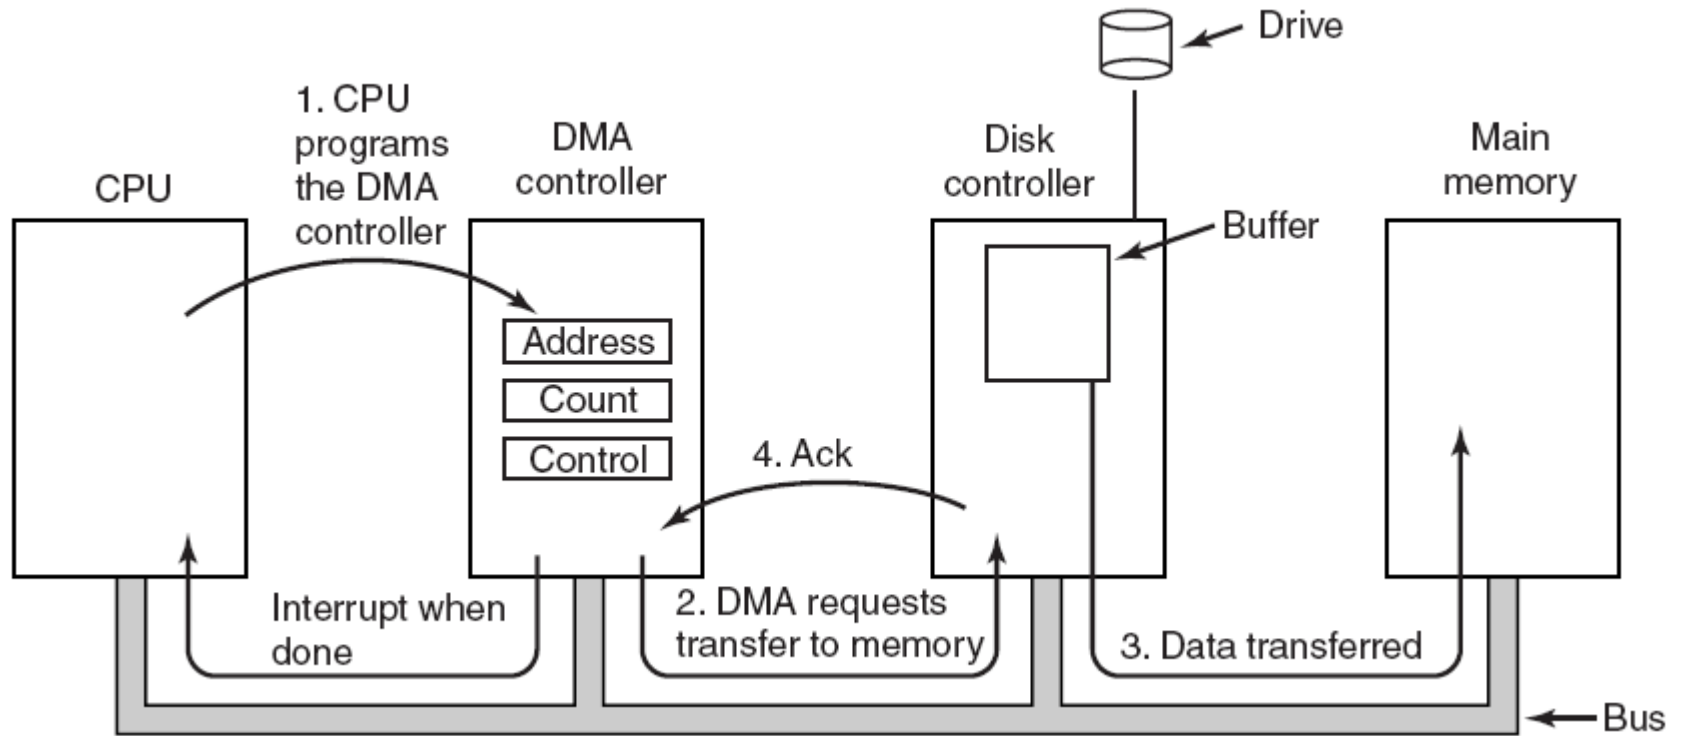 Drive
1. CPU
programs
the DMA
controller
DMA
controller
Disk
controller
Main
memory
CPU
Buffer
Address
Count
Control
4. Ack
Interrupt when
done
2. DMA requests
transfer to memory
3. Data transferred
Bus